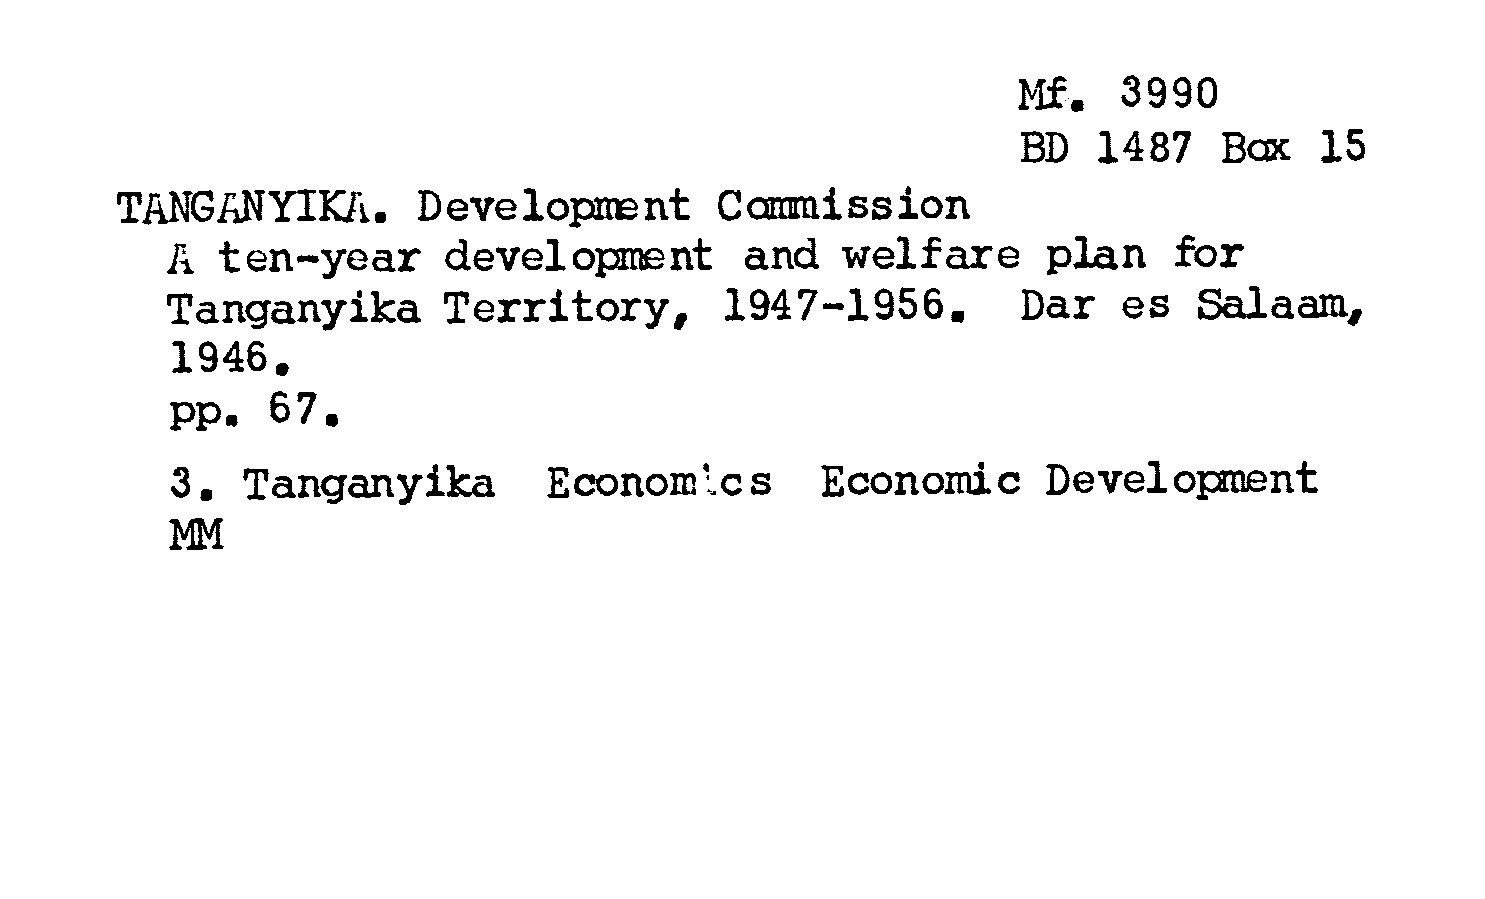 Mf. 3990
BD 1487 Box 15
TANGANYIKA. Development Commission
A ten-year development and welfare plan for
Tanganyika Territory, 1947-1956. Dar es Salaam,
1946.
pp. 67.
3. Tanganyika Economics Economic Development
MM